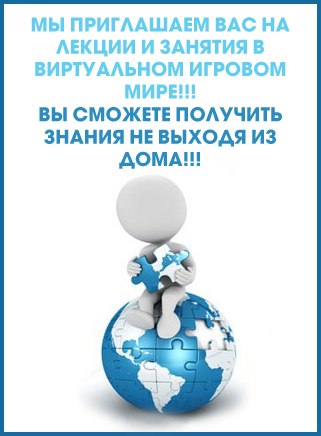 МЫ ПРИГЛАШАЕМ ВАС НА
ЛЕКЦИИ И ЗАНЯТИЯ В
ВИРТУАЛЬНОМ ИГРОВОМ
МИРЕ!!!
ВЫ СМОЖЕТЕ ПОЛУЧИТЬ
ЗНАНИЯ НЕ ВЫХОДЯ ИЗ
ДОМА!!!